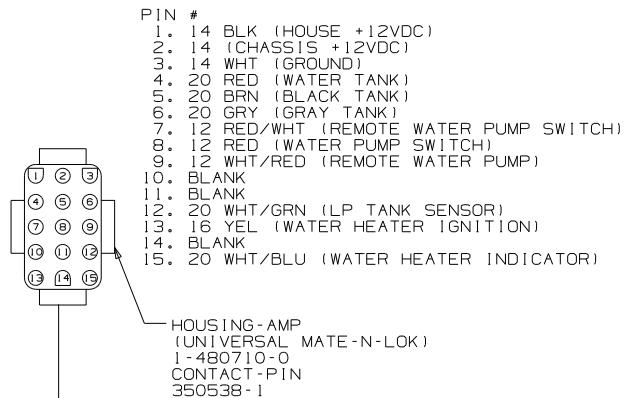 PIN #
1. 14 BLK (HOUSE +12VDC)
2. 14 (CHASSIS +12VDC)
3. 14 WHT (GROUND)
4. 20 RED (WATER TANK)
5. 20 BRN (BLACK TANK)
6. 20 GRY (GRAY TANK)
7. 12 RED/WHT (REMOTE WATER PUMP SWITCH)
8. 12 RED (WATER PUMP SWITCH)
9. 12 WHT/RED (REMOTE WATER PUMP)
10. BLANK
11. BLANK
12. 20 WHT/GRN (LP TANK SENSOR)
13. 16 YEL (WATER HEATER IGNITION)
14. BLANK
15. 20 WHT/BLU (WATER HEATER INDICATOR)
1 2 3
4 5 6
7 8 9
10 11 12
13 14 15
HOUSING-AMP
(UNIVERSAL MATE-N-LOK)
1-480710-0
CONTACT-PIN
350538-1